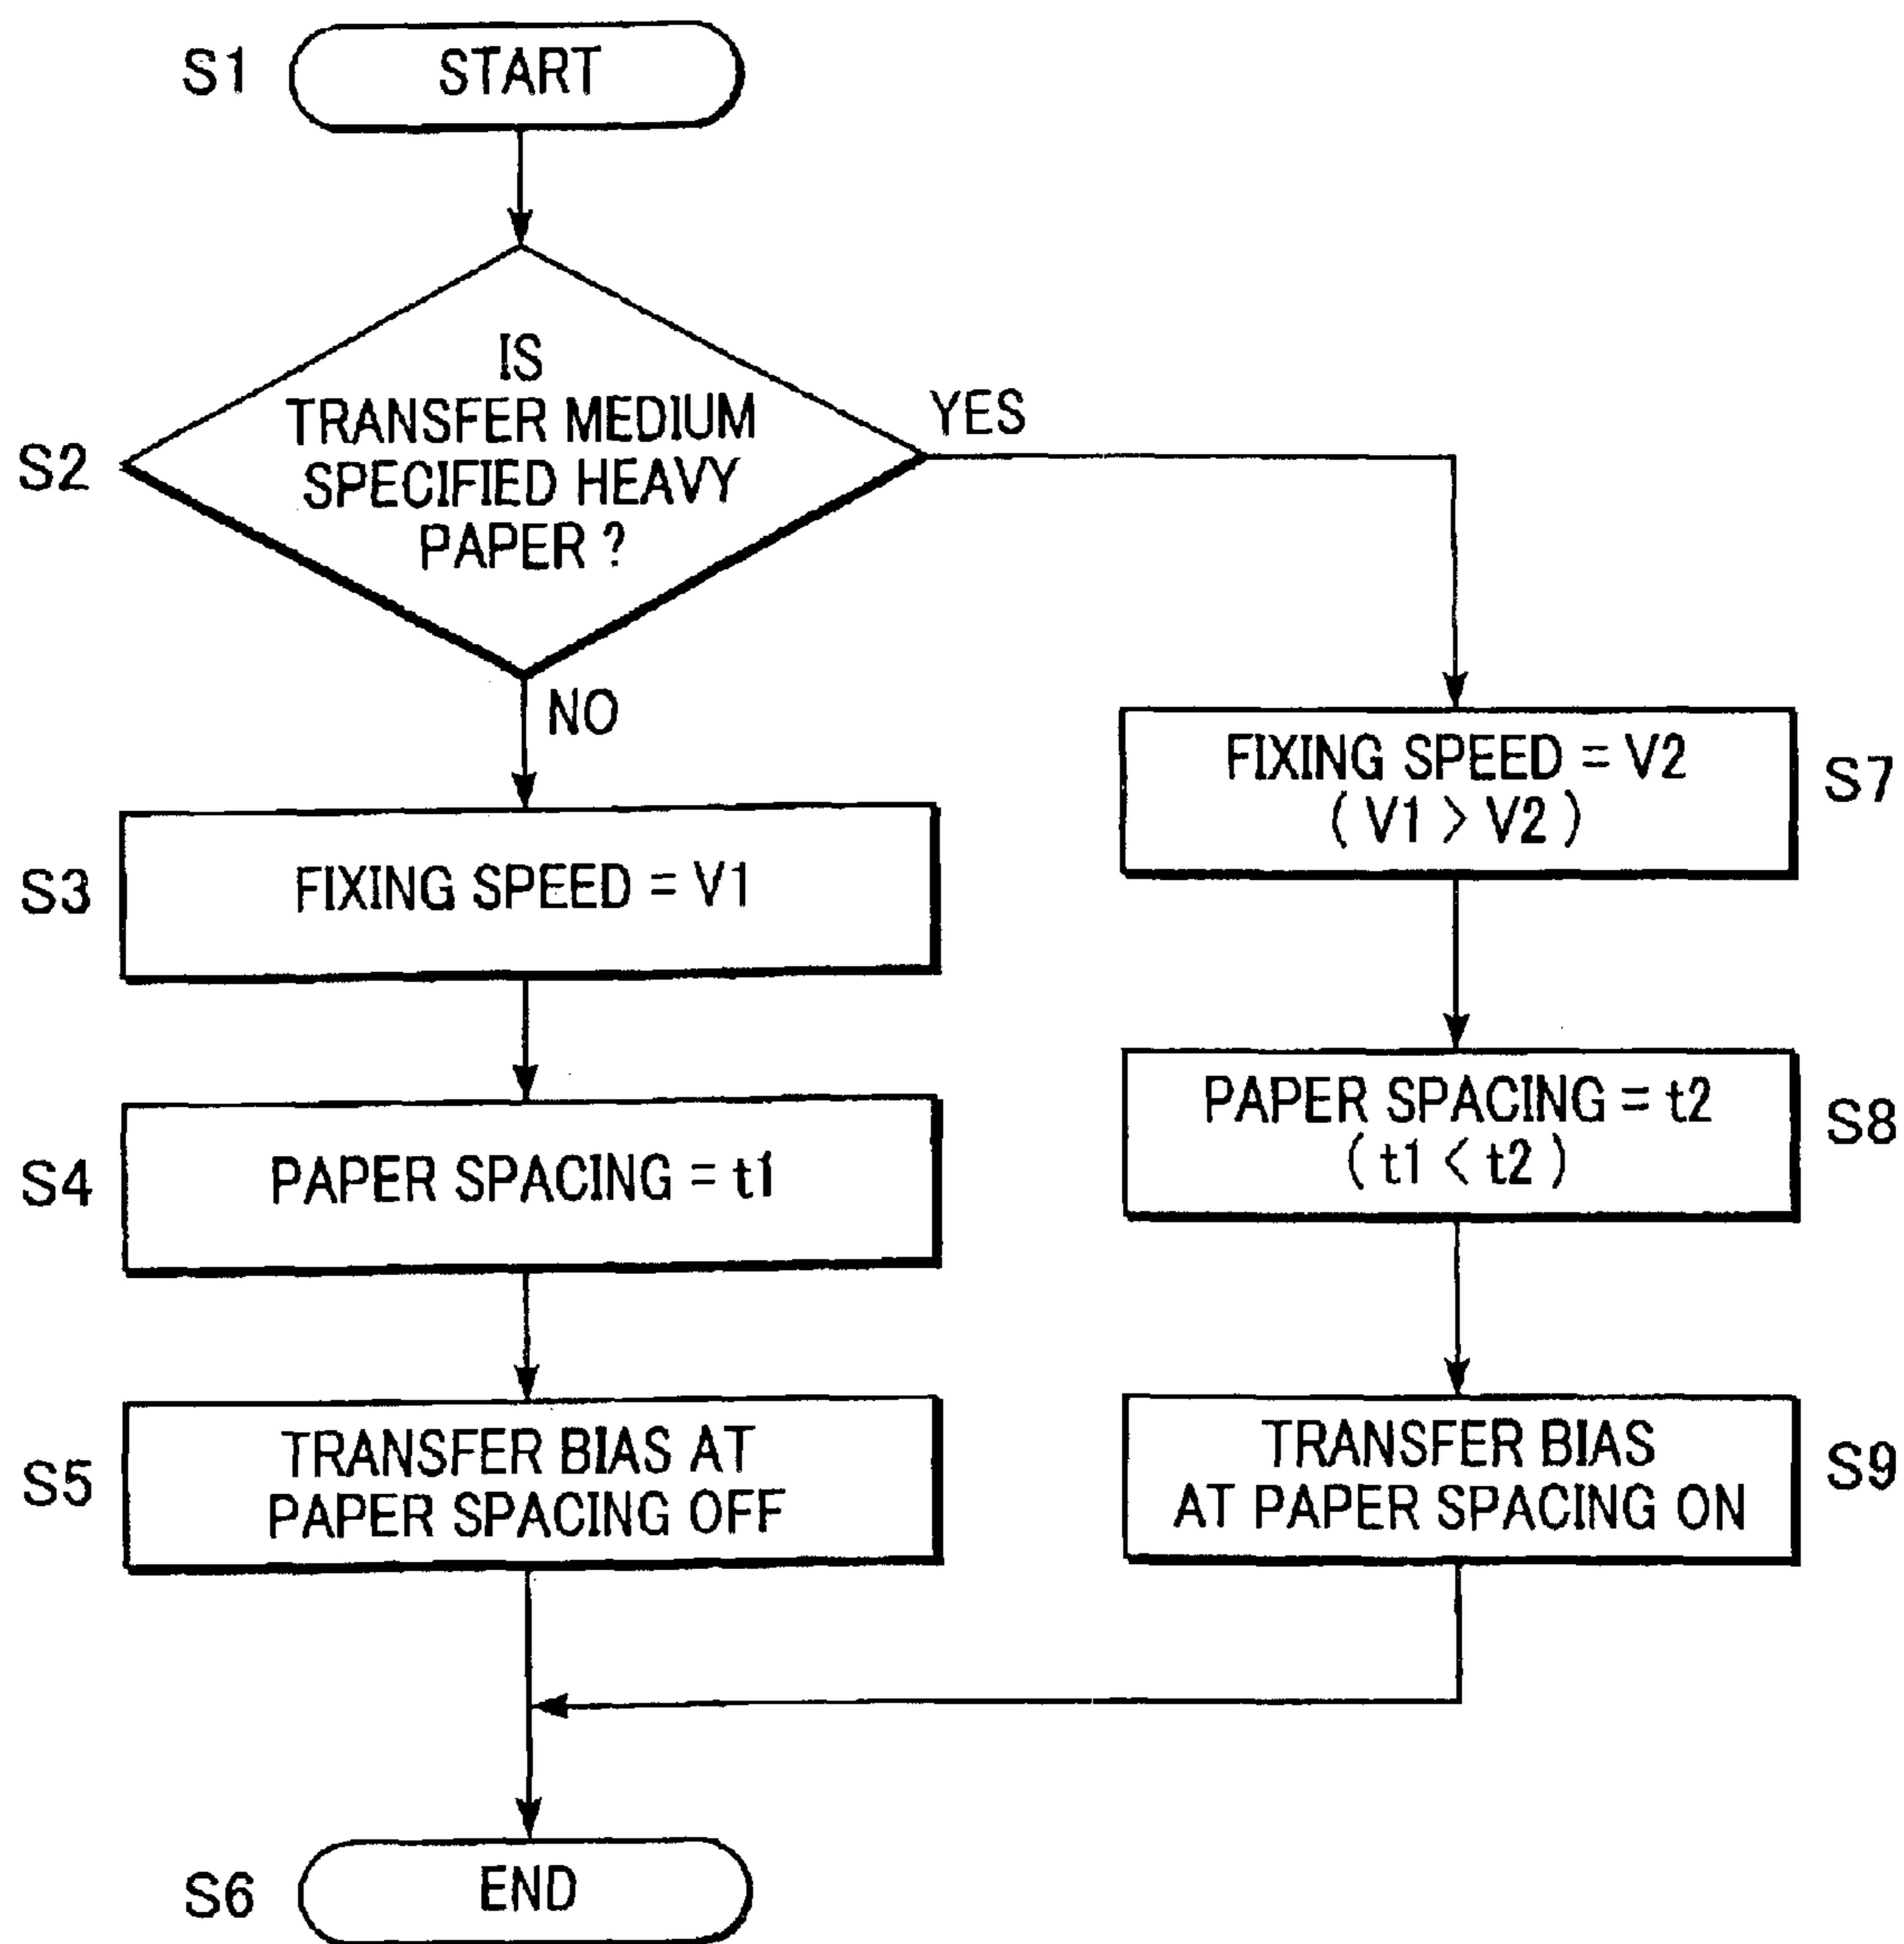 S1 START
S2 IS
TRANSFER MEDIUM
SPECIFIED HEAVY
PAPER ?
YES
NO
S3 FIXING SPEED = V1
S4 PAPER SPACING = t1
S5 TRANSFER BIAS AT
PAPER SPACING OFF
FIXING SPEED = V2
( V1 > V2 ) S7
PAPER SPACING = t2
( t1 < t2 ) S8
TRANSFER BIAS
AT PAPER SPACING ON S9
S6 END